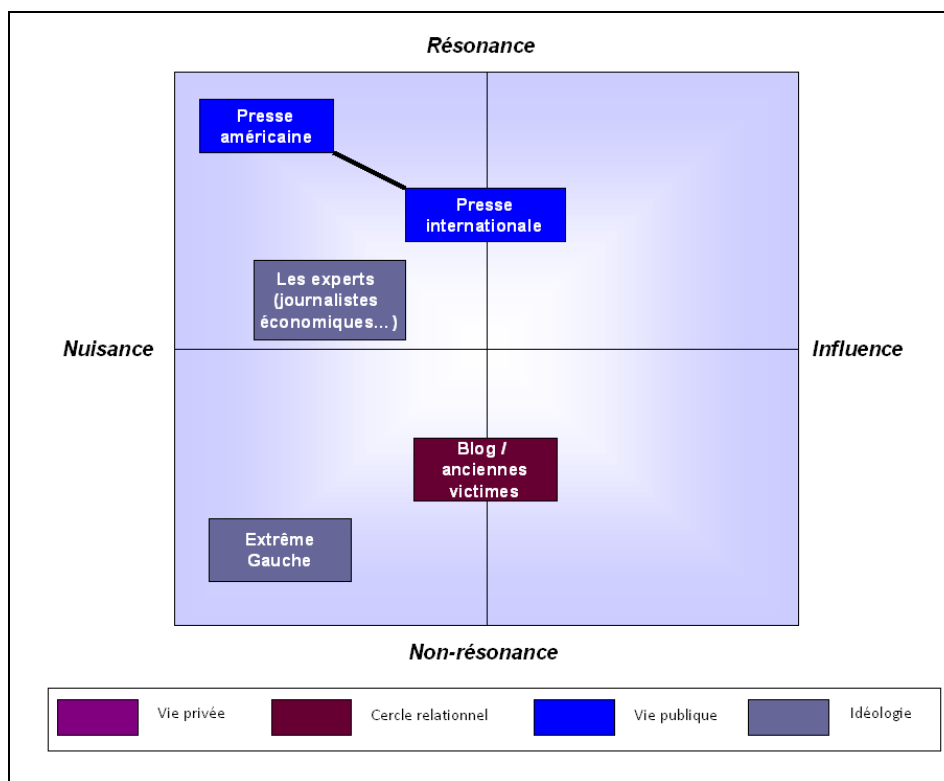 Résonance
Presse
américaine
Presse
internationale
Les experts
(journalistes
économiques...)
Nuisance
Influence
Blog /
anciennes
victimes
Extrême
Gauche
Non-résonance
Vie privée
Cercle relationnel
Vie publique
Idéologie